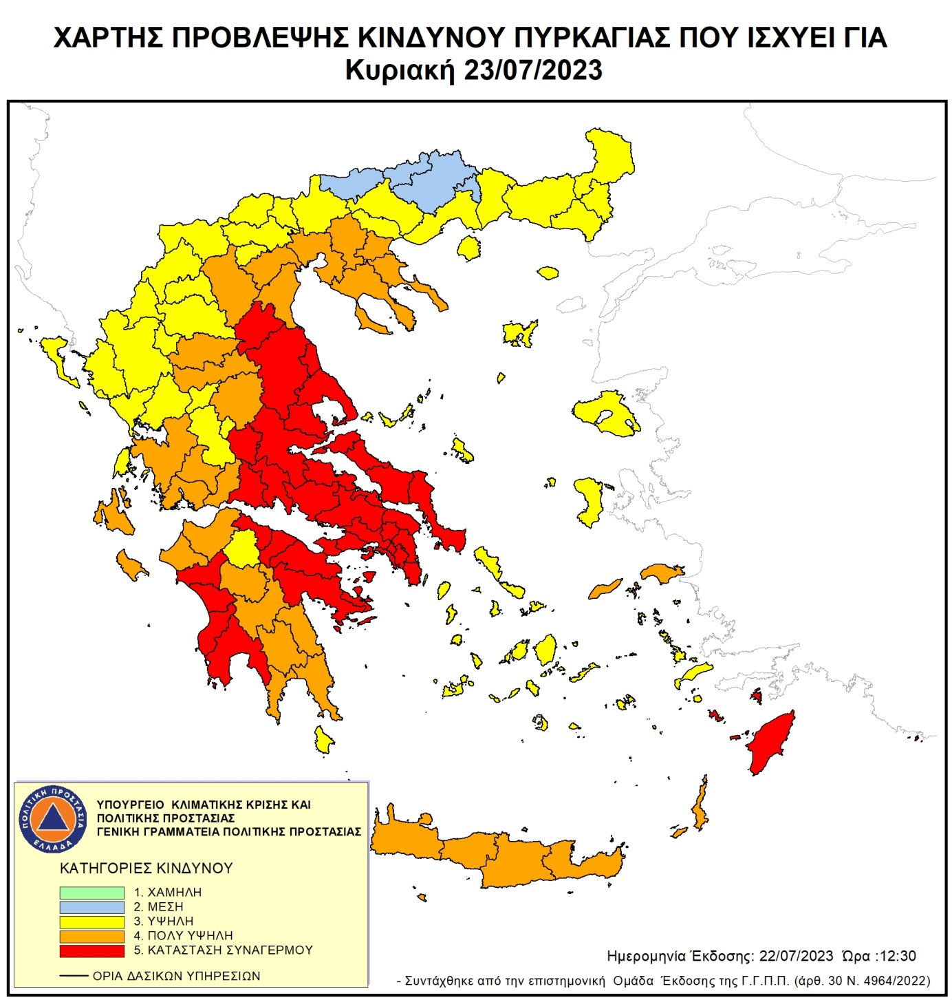 ΧΑΡΤΗΣ ΠΡΟΒΛΕΨΗΣ ΚΙΝΔΥΝΟΥ ΠΥΡΚΑΓΙΑΣ ΠΟΥ ΙΣΧΥΕΙ ΓΙΑ
Κυριακή 23/07/2023
ΠΟΛΙΤΙΚΗ ΠΡΟΣΤΑΣΙΑ
ΕΛΛΑΔΑ
ΥΠΟΥΡΓΕΙΟ ΚΛΙΜΑΤΙΚΗΣ ΚΡΙΣΗΣ ΚΑΙ
ΠΟΛΙΤΙΚΗΣ ΠΡΟΣΤΑΣΙΑΣ
ΓΕΝΙΚΗ ΓΡΑΜΜΑΤΕΙΑ ΠΟΛΙΤΙΚΗΣ ΠΡΟΣΤΑΣΙΑΣ
ΚΑΤΗΓΟΡΙΕΣ ΚΙΝΔΥΝΟΥ
1. ΧΑΜΗΛΗ
2. ΜΕΣΗ
3. ΥΨΗΛΗ
4. ΠΟΛΥ ΥΨΗΛΗ
5. ΚΑΤΑΣΤΑΣΗ ΣΥΝΑΓΕΡΜΟΥ
ΟΡΙΑ ΔΑΣΙΚΩΝ ΥΠΗΡΕΣΙΩΝ
Ημερομηνία Έκδοσης: 22/07/2023 Ώρα :12:30
- Συντάχθηκε από την επιστημονική Ομάδα Έκδοσης της Γ.Γ.Π.Π. (άρθ. 30 Ν. 4964/2022)